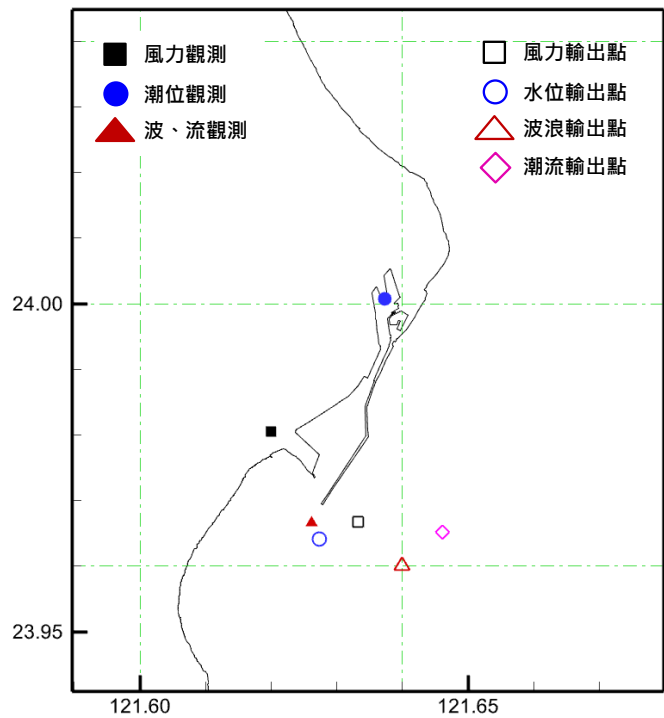 風力觀測
潮位觀測
波、流觀測
風力輸出點
水位輸出點
波浪輸出點
潮流輸出點
24.00
23.95
121.60
121.65